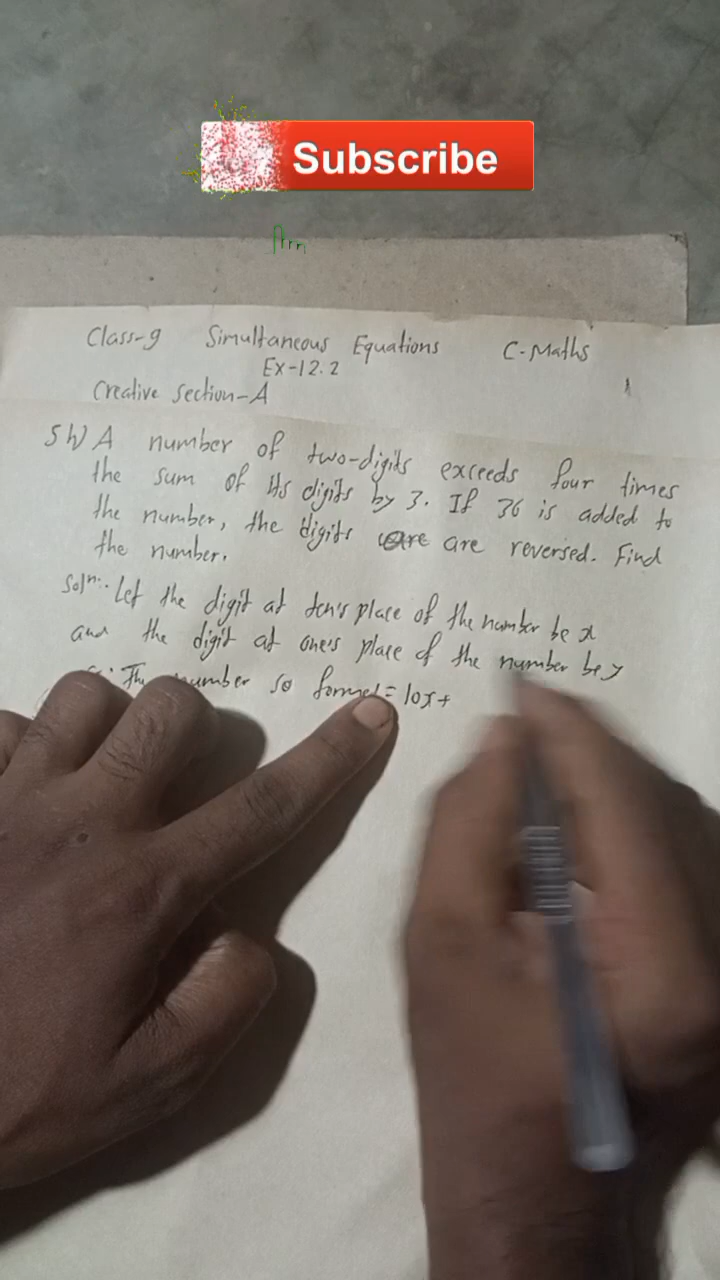 Subscribe
Class-9 Simultaneous Equations C-Maths
Ex-12.2
Creative Section-A
5 A number of two-digits exceeds four times
the sum of its digits by 3. If 36 is added to
the number, the digits are reversed. Find
the number.
Soln:. Let the digit at ten's place of the number be x
and the digit at one's place of the number be y
number so formed = 10x+